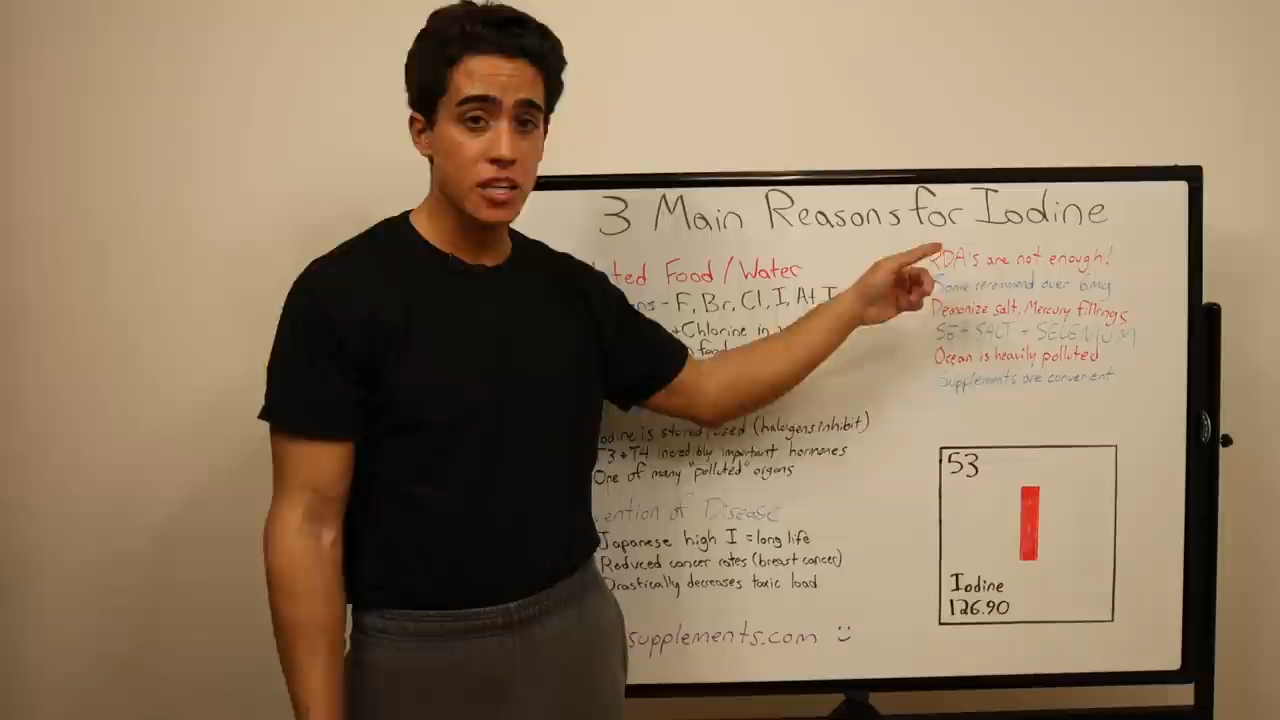 3 Main Reasons for Iodine
ted Food/Water
ns - F, Br, Cl, I, At
+Chlorine in
food
Iodine is stored, used (halogens inhibit)
T3 + T4 incredibly important hormones
One of many "polluted" organs
ention of Disease
Japanese high I = long life
Reduced cancer rates (breast cancer)
Drastically decreases toxic load
supplements.com :)
RDA's are not enough!
Some recommend over 6mg
Demonize salt, Mercury fillings
SEA SALT + SELENIUM
Ocean is heavily polluted
Supplements are convenient
53
I
Iodine
126.90